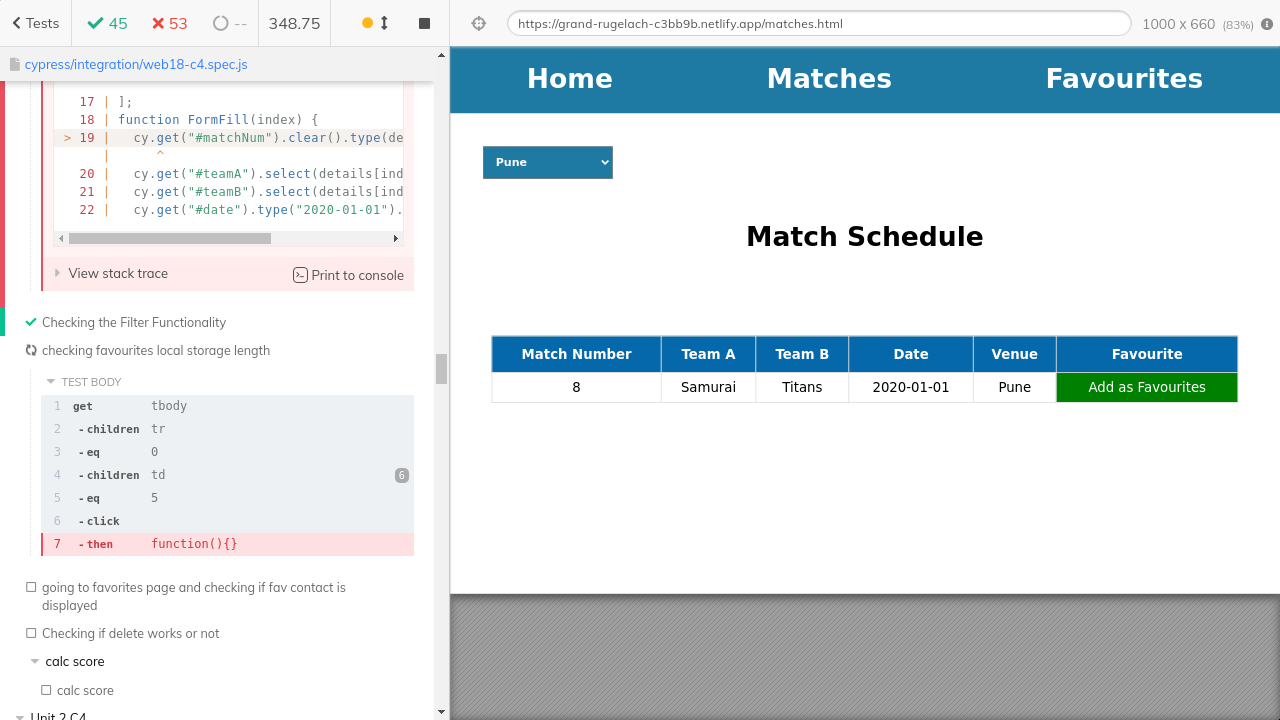 Tests
45
53
--
348.75
https://grand-rugelach-c3bb9b.netlify.app/matches.html
1000 x 660 (83%)
cypress/integration/web18-c4.spec.js
17 | ];
18 | function FormFill(index) {
> 19 | cy.get("#matchNum").clear().type(de
| ^
20 | cy.get("#teamA").select(details[ind
21 | cy.get("#teamB").select(details[ind
22 | cy.get("#date").type("2020-01-01").
View stack trace
Print to console
Checking the Filter Functionality
checking favourites local storage length
TEST BODY
1 get tbody
2 -children tr
3 -eq 0
4 -children td 6
5 -eq 5
6 -click
7 -then function(){}
going to favorites page and checking if fav contact is
displayed
Checking if delete works or not
calc score
calc score
Unit 2 C4
Home Matches Favourites
Pune
Match Schedule
Match Number Team A Team B Date Venue Favourite
8 Samurai Titans 2020-01-01 Pune Add as Favourites